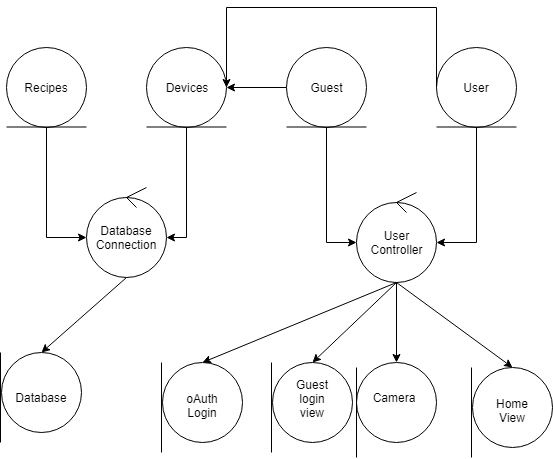 Recipes
Devices
Guest
User
Database
Connection
User
Controller
Database
oAuth
Login
Guest
login
view
Camera
Home
View